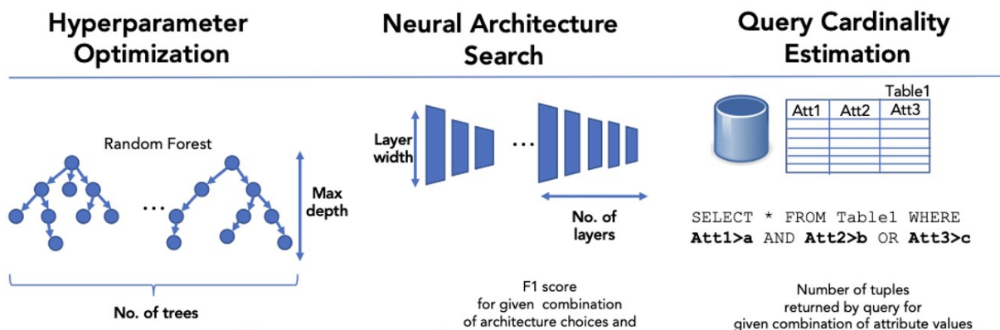 Hyperparameter
Optimization
Neural Architecture
Search
Query Cardinality
Estimation
Random Forest
...
Max
depth
No. of trees
Layer
width
...
No. of
layers
F1 score
for given combination
of architecture choices and
Table1
Att1 Att2 Att3
SELECT * FROM Table1 WHERE
Att1>a AND Att2>b OR Att3>c
Number of tuples
returned by query for
given combination of attribute values